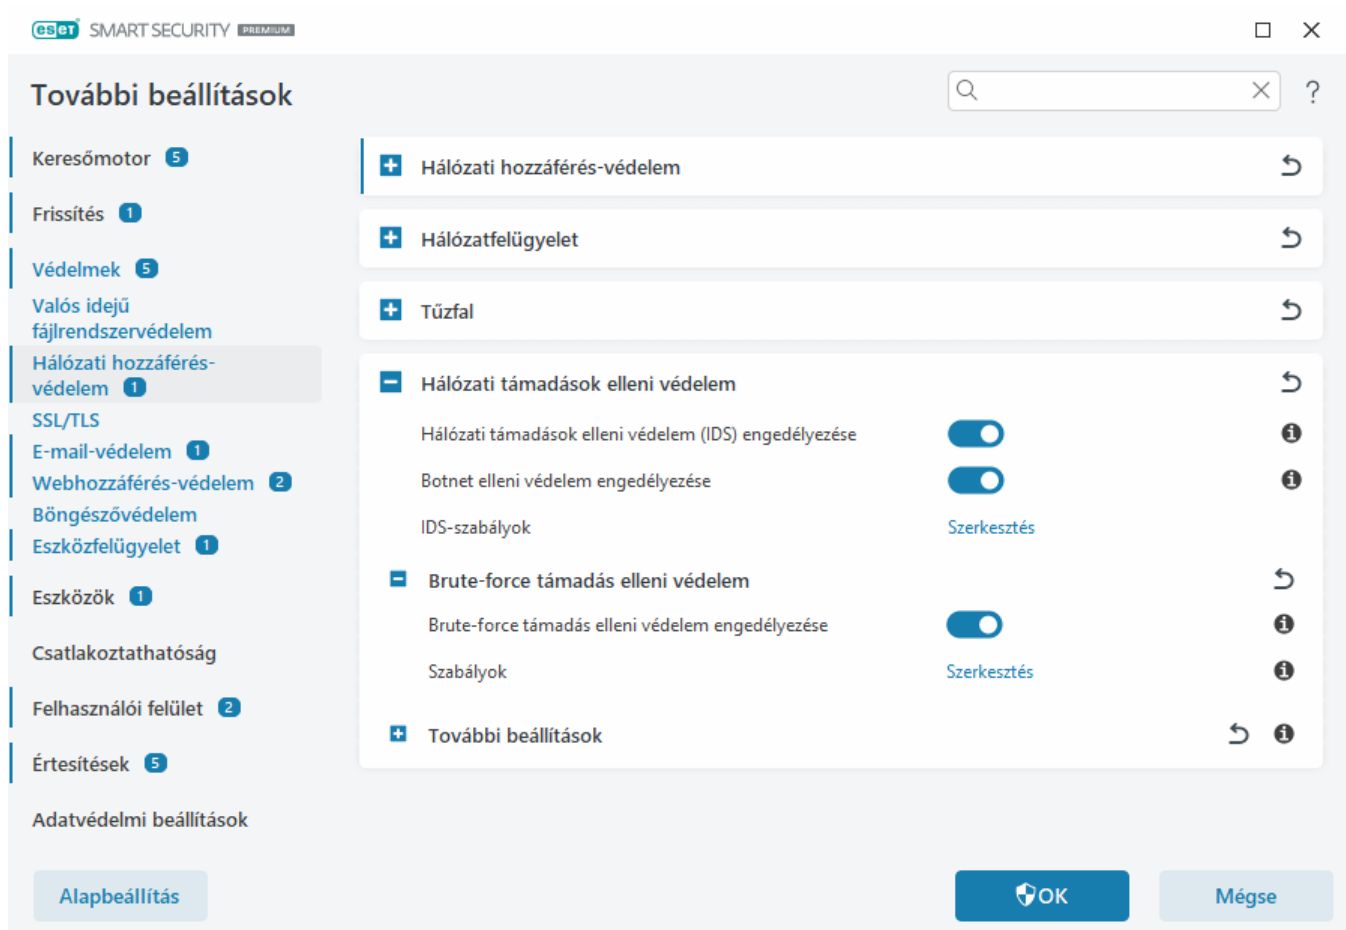 eset SMART SECURITY PREMIUM
További beállítások
?
Keresőmotor 5
Frissítés 1
Védelmek 5
Valós idejű
fájlrendszervédelem
Hálózati hozzáférés-
védelem 1
SSL/TLS
E-mail-védelem 1
Webhozzáférés-védelem 2
Böngészővédelem
Eszközfelügyelet 1
Eszközök 1
Csatlakoztathatóság
Felhasználói felület 2
Értesítések 5
Adatvédelmi beállítások
Hálózati hozzáférés-védelem
Hálózatfelügyelet
Tűzfal
Hálózati támadások elleni védelem
Hálózati támadások elleni védelem (IDS) engedélyezése
Botnet elleni védelem engedélyezése
IDS-szabályok Szerkesztés
Brute-force támadás elleni védelem
Brute-force támadás elleni védelem engedélyezése
Szabályok Szerkesztés
További beállítások
Alapbeállítás
OK
Mégse